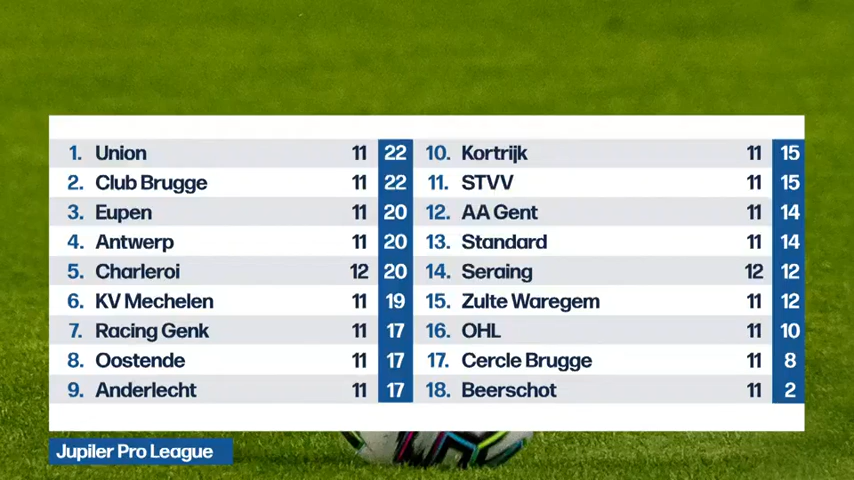 1. Union 11 22
2. Club Brugge 11 22
3. Eupen 11 20
4. Antwerp 11 20
5. Charleroi 12 20
6. KV Mechelen 11 19
7. Racing Genk 11 17
8. Oostende 11 17
9. Anderlecht 11 17
10. Kortrijk 11 15
11. STVV 11 15
12. AA Gent 11 14
13. Standard 11 14
14. Seraing 12 12
15. Zulte Waregem 11 12
16. OHL 11 10
17. Cercle Brugge 11 8
18. Beerschot 11 2
Jupiler Pro League